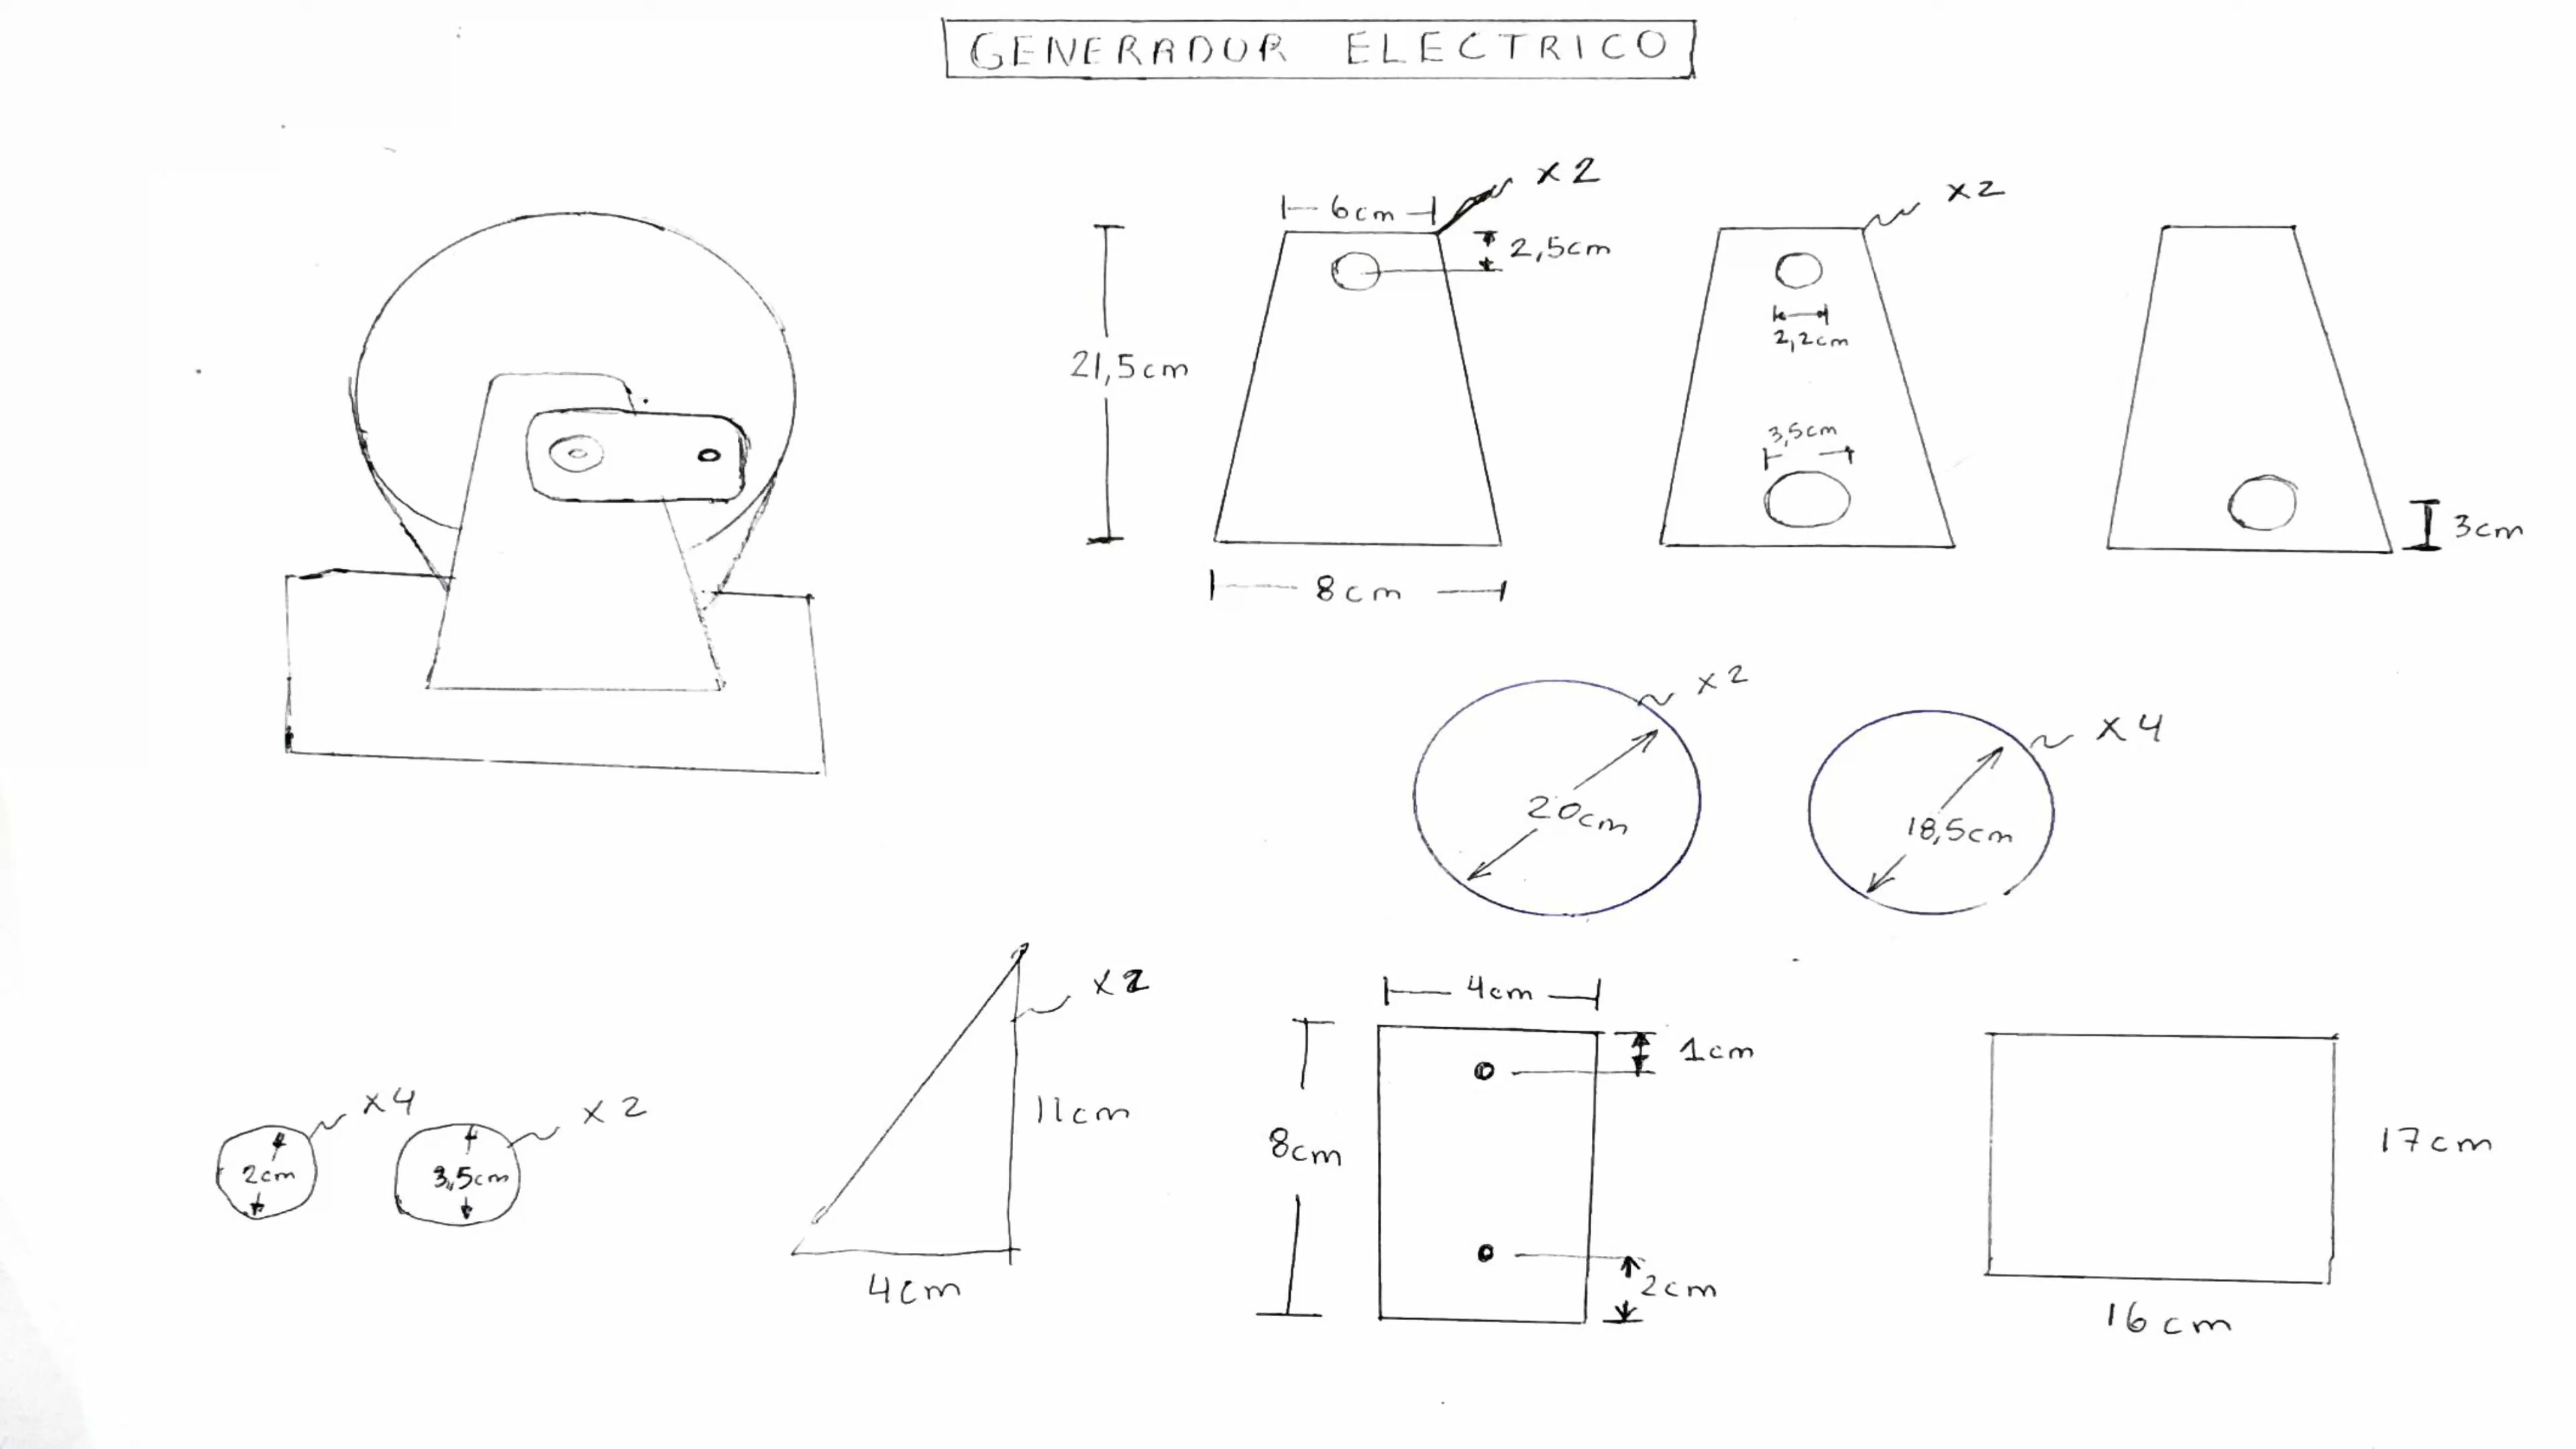 GENERADOR ELECTRICO
x2
6cm
2,5cm
21,5cm
8cm
x2
2,2cm
3,5cm
3cm
x2
20cm
x4
18,5cm
x4
2cm
x2
3,5cm
x2
11cm
4cm
4cm
1cm
8cm
2cm
17cm
16cm